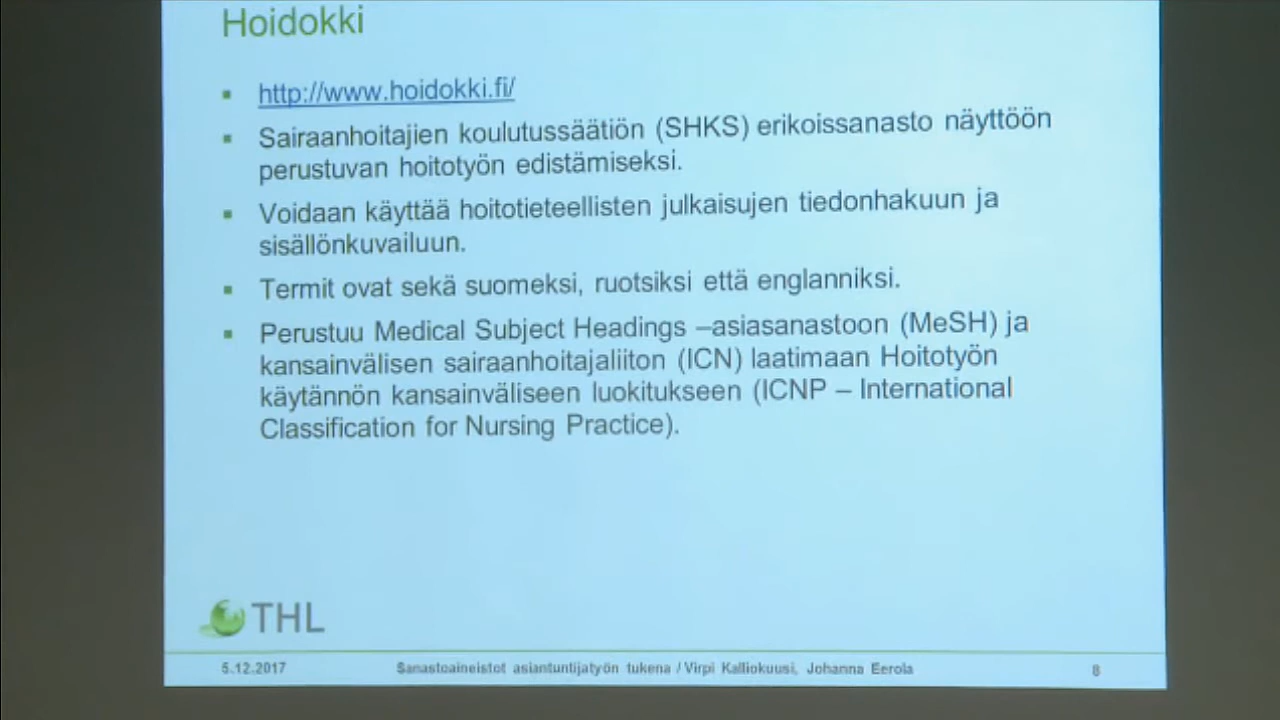 Hoidokki
http://www.hoidokki.fi/
Sairaanhoitajien koulutussäätiön (SHKS) erikoissanasto näyttöön
perustuvan hoitotyön edistämiseksi.
Voidaan käyttää hoitotieteellisten julkaisujen tiedonhakuun ja
sisällönkuvailuun.
Termit ovat sekä suomeksi, ruotsiksi että englanniksi.
Perustuu Medical Subject Headings –asiasanastoon (MeSH) ja
kansainvälisen sairaanhoitajaliiton (ICN) laatimaan Hoitotyön
käytännön kansainväliseen luokitukseen (ICNP – International
Classification for Nursing Practice).
THL
5.12.2017 Sanastoaineistot asiantuntijatyön tukena / Virpi Kalliokuusi, Johanna Eerola 8